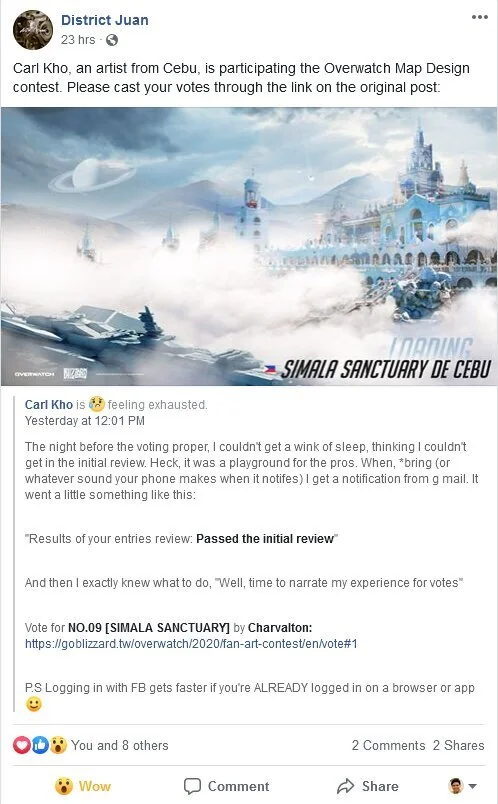 District Juan
23 hrs ·
Carl Kho, an artist from Cebu, is participating the Overwatch Map Design
contest. Please cast your votes through the link on the original post:
LOADING
SIMALA SANCTUARY DE CEBU
OVERWATCH BLIZZARD
Carl Kho is 😥 feeling exhausted.
Yesterday at 12:01 PM
The night before the voting proper, I couldn't get a wink of sleep, thinking I couldn't
get in the initial review. Heck, it was a playground for the pros. When, *bring (or
whatever sound your phone makes when it notifes) I get a notification from g mail. It
went a little something like this:
"Results of your entries review: Passed the initial review"
And then I exactly knew what to do, "Well, time to narrate my experience for votes"
Vote for NO.09 [SIMALA SANCTUARY] by Charvalton:
https://goblizzard.tw/overwatch/2020/fan-art-contest/en/vote#1
P.S Logging in with FB gets faster if you're ALREADY logged in on a browser or app
🙂
You and 8 others 2 Comments 2 Shares
Wow Comment Share